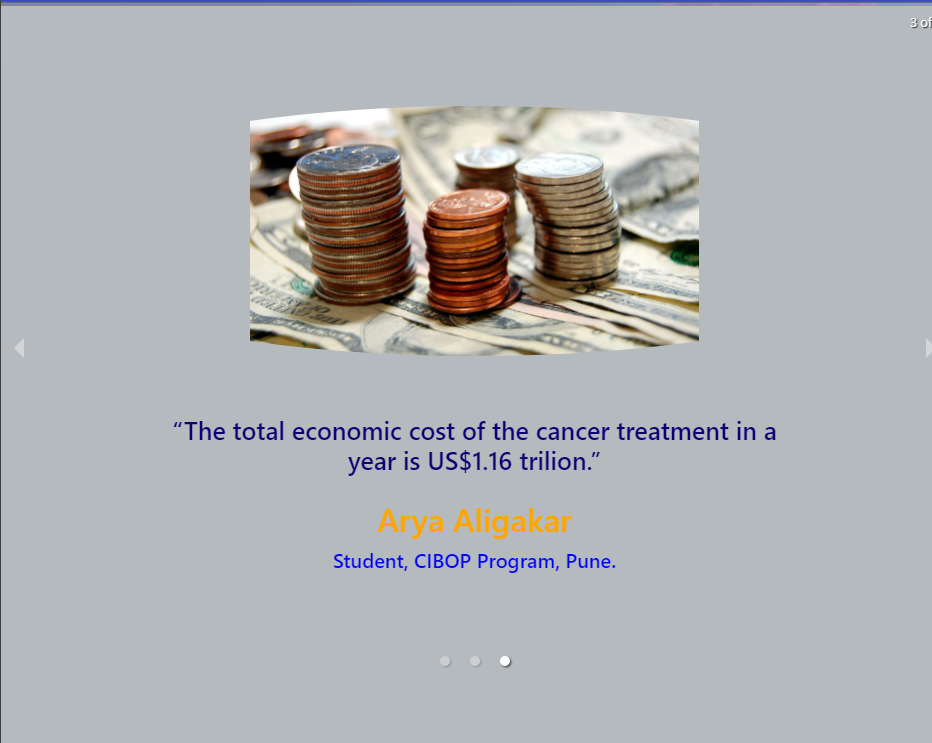 3 of
“The total economic cost of the cancer treatment in a
year is US$1.16 trilion.”
Arya Aligakar
Student, CIBOP Program, Pune.